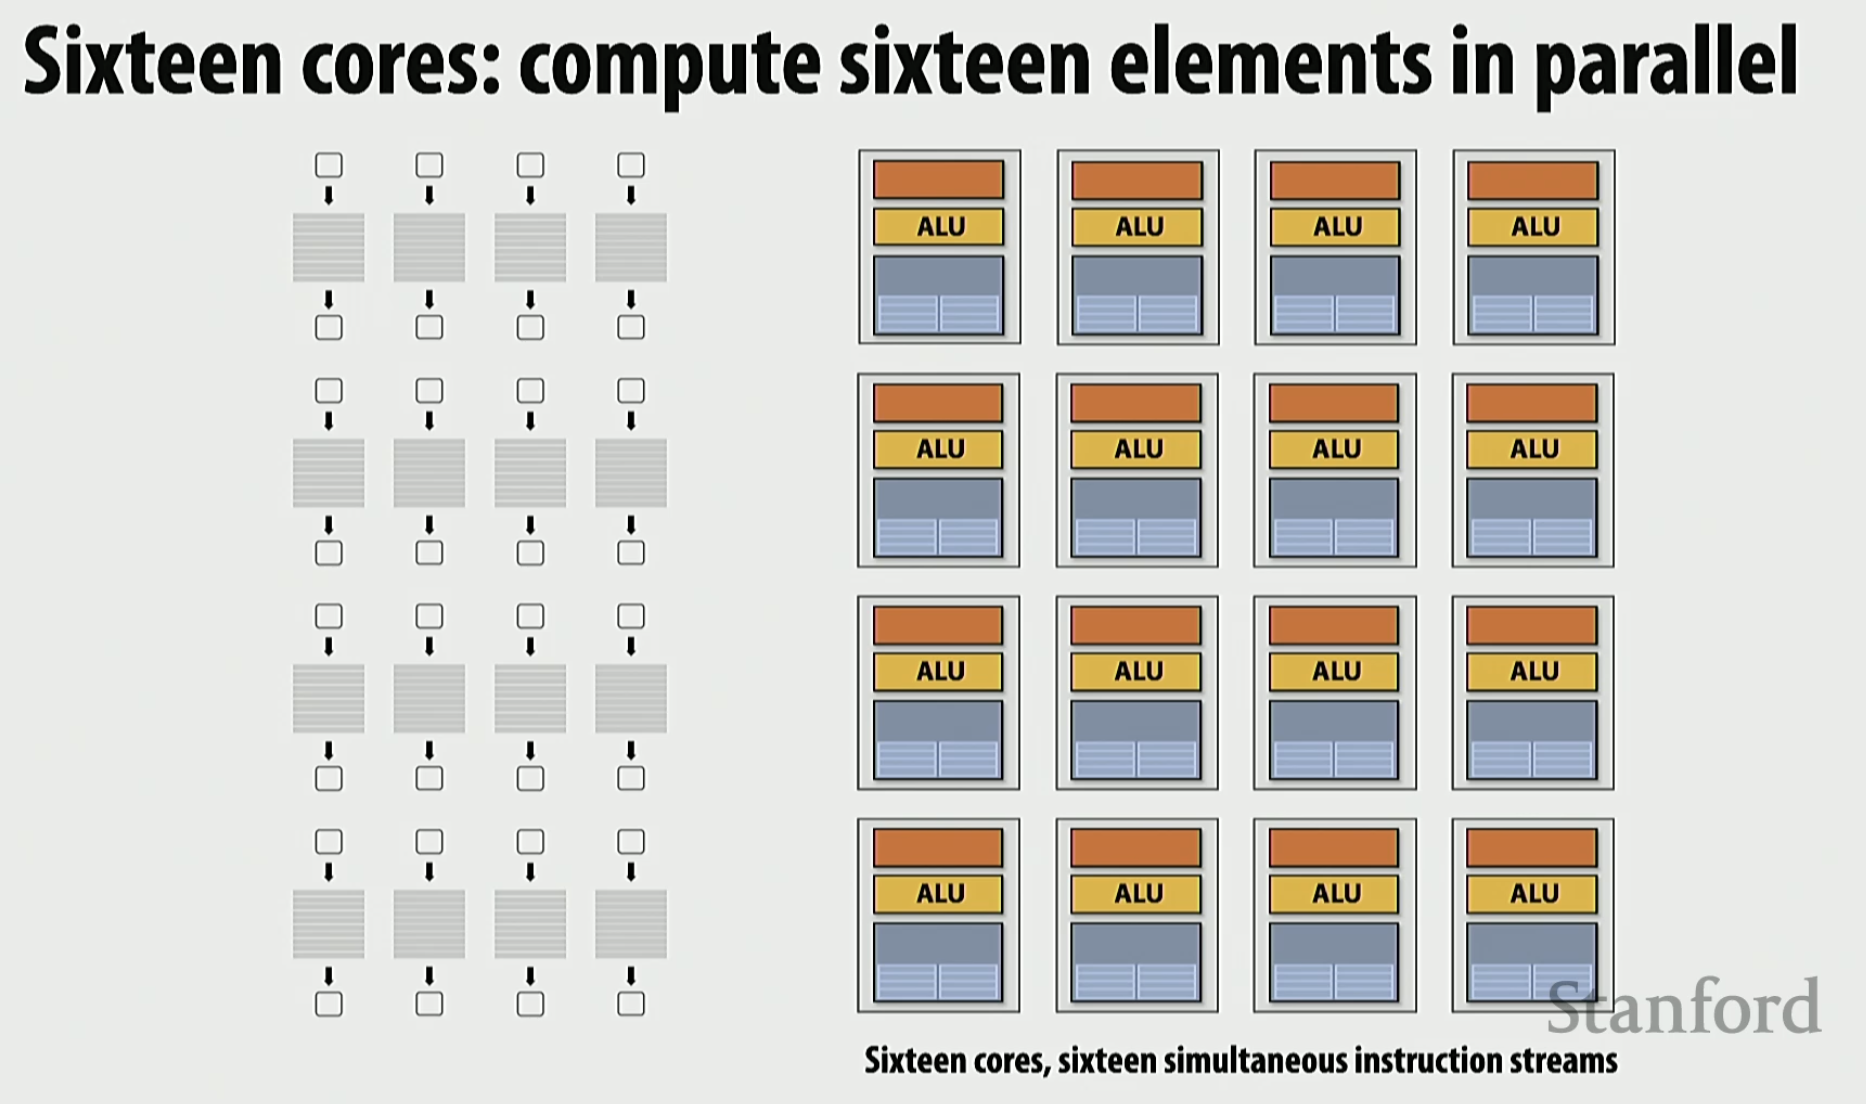 Sixteen cores: compute sixteen elements in parallel
ALU ALU ALU ALU
ALU ALU ALU ALU
ALU ALU ALU ALU
ALU ALU ALU ALU
Stanford
Sixteen cores, sixteen simultaneous instruction streams